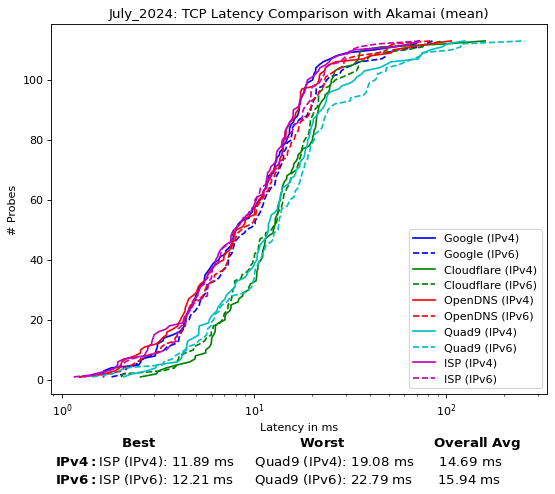 July_2024: TCP Latency Comparison with Akamai (mean)
# Probes
100
80
60
40
20
0
Google (IPv4)
Google (IPv6)
Cloudflare (IPv4)
Cloudflare (IPv6)
OpenDNS (IPv4)
OpenDNS (IPv6)
Quad9 (IPv4)
Quad9 (IPv6)
ISP (IPv4)
ISP (IPv6)
10⁰ 10¹ 10²
Latency in ms
Best Worst Overall Avg
IPv4: ISP (IPv4): 11.89 ms Quad9 (IPv4): 19.08 ms 14.69 ms
IPv6: ISP (IPv6): 12.21 ms Quad9 (IPv6): 22.79 ms 15.94 ms